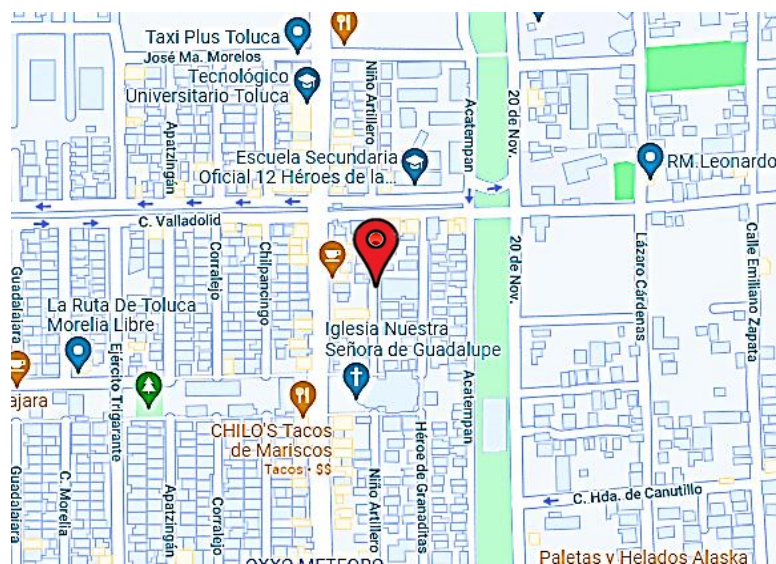 Taxi Plus Toluca
José Ma. Morelos
Tecnológico
Universitario Toluca
Niño Artillero
Acatempan
20 de Nov.
Apatzingán
Escuela Secundaria
Oficial 12 Héroes de la...
RM.Leonardo
C. Valladolid
Guadalajara
Corralejo
Chilpancingo
20 de Nov.
Lázaro Cárdenas
Calle Emiliano Zapata
La Ruta De Toluca
Morelia Libre
Iglesia Nuestra
Señora de Guadalupe
Ejército Trigarante
Acatempan
ajara
CHILO'S Tacos
de Mariscos
Tacos · $$
Héroe de Granaditas
Guadalajara
C. Morelia
Apatzingán
Corralejo
Niño Artillero
C. Hda. de Canutillo
OXXO METEORO
Paletas y Helados Alaska